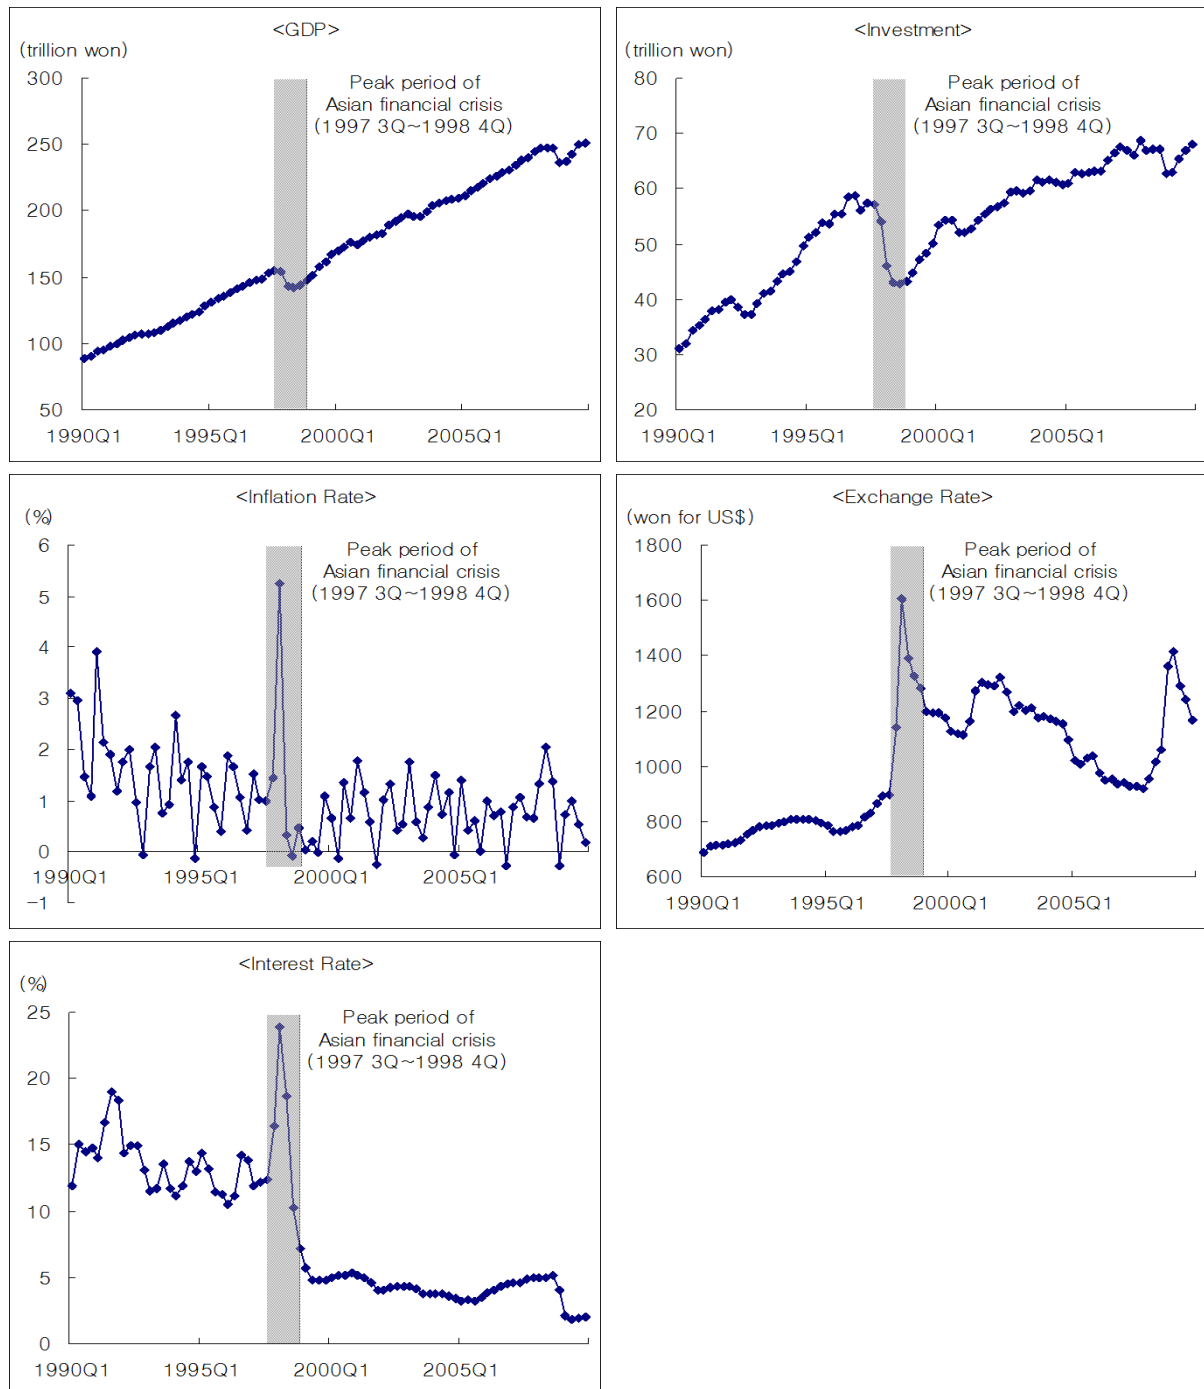 <GDP>
(trillion won)
300
250
200
150
100
50
Peak period of
Asian financial crisis
(1997 3Q~1998 4Q)
1990Q1 1995Q1 2000Q1 2005Q1
<Investment>
(trillion won)
80
70
60
50
40
30
20
Peak period of
Asian financial crisis
(1997 3Q~1998 4Q)
1990Q1 1995Q1 2000Q1 2005Q1
<Inflation Rate>
(%)
6
5
4
3
2
1
0
-1
Peak period of
Asian financial crisis
(1997 3Q~1998 4Q)
1990Q1 1995Q1 2000Q1 2005Q1
<Exchange Rate>
(won for US$)
1800
1600
1400
1200
1000
800
600
Peak period of
Asian financial crisis
(1997 3Q~1998 4Q)
1990Q1 1995Q1 2000Q1 2005Q1
<Interest Rate>
(%)
25
20
15
10
5
0
Peak period of
Asian financial crisis
(1997 3Q~1998 4Q)
1990Q1 1995Q1 2000Q1 2005Q1